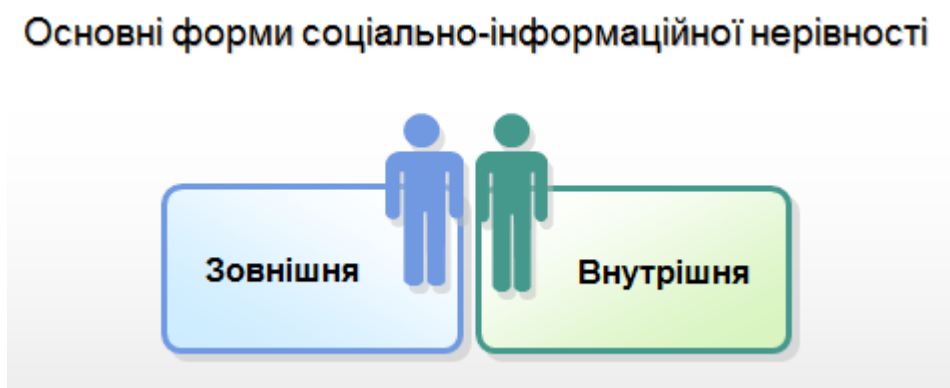 Основні форми соціально-інформаційної нерівності
Зовнішня
Внутрішня